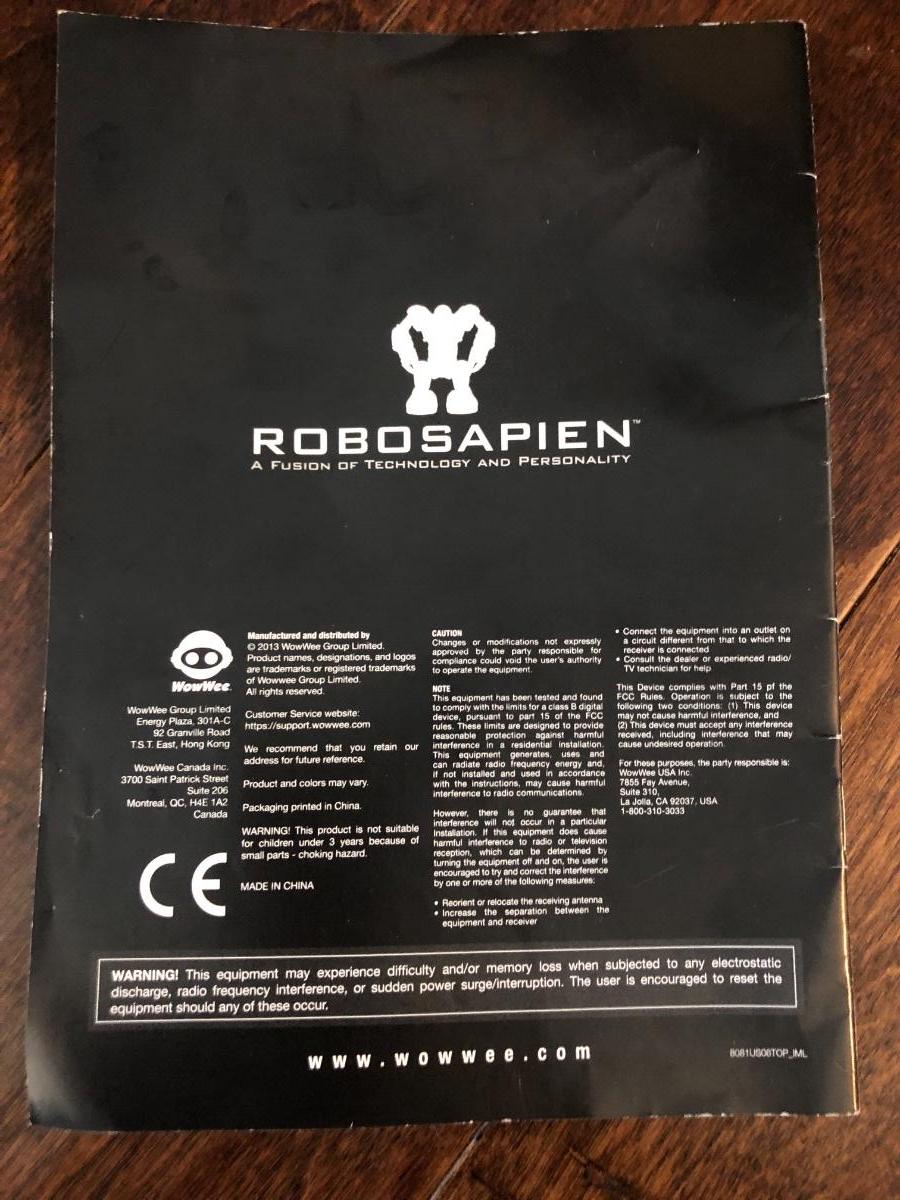 ROBOSAPIEN™
A FUSION OF TECHNOLOGY AND PERSONALITY
WowWee
WowWee Group Limited
Energy Plaza, 301A-C
92 Granville Road
T.S.T. East, Hong Kong
WowWee Canada Inc.
3700 Saint Patrick Street
Suite 206
Montreal, QC, H4E 1A2
Canada
CE
Manufactured and distributed by
© 2013 WowWee Group Limited.
Product names, designations, and logos
are trademarks or registered trademarks
of Wowwee Group Limited.
All rights reserved.
Customer Service website:
https://support.wowwee.com
We recommend that you retain our
address for future reference.
Product and colors may vary.
Packaging printed in China.
WARNING! This product is not suitable
for children under 3 years because of
small parts - choking hazard.
MADE IN CHINA
CAUTION
Changes or modifications not expressly
approved by the party responsible for
compliance could void the user's authority
to operate the equipment.
NOTE
This equipment has been tested and found
to comply with the limits for a class B digital
device, pursuant to part 15 of the FCC
rules. These limits are designed to provide
reasonable protection against harmful
interference in a residential installation.
This equipment generates, uses and
can radiate radio frequency energy and,
if not installed and used in accordance
with the instructions, may cause harmful
interference to radio communications.
However, there is no guarantee that
interference will not occur in a particular
Installation. If this equipment does cause
harmful interference to radio or television
reception, which can be determined by
turning the equipment off and on, the user is
encouraged to try and correct the interference
by one or more of the following measures:
• Reorient or relocate the receiving antenna
• Increase the separation between the
equipment and receiver
• Connect the equipment into an outlet on
a circuit different from that to which the
receiver is connected
• Consult the dealer or experienced radio/
TV technician for help
This Device complies with Part 15 pf the
FCC Rules. Operation is subject to the
following two conditions: (1) This device
may not cause harmful interference, and
(2) This device must accept any interference
received, including interference that may
cause undesired operation.
For these purposes, the party responsible is:
WowWee USA Inc.
7855 Fay Avenue,
Suite 310,
La Jolla, CA 92037, USA
1-800-310-3033
WARNING! This equipment may experience difficulty and/or memory loss when subjected to any electrostatic
discharge, radio frequency interference, or sudden power surge/interruption. The user is encouraged to reset the
equipment should any of these occur.
www.wowwee.com
8081US08TOP_IML